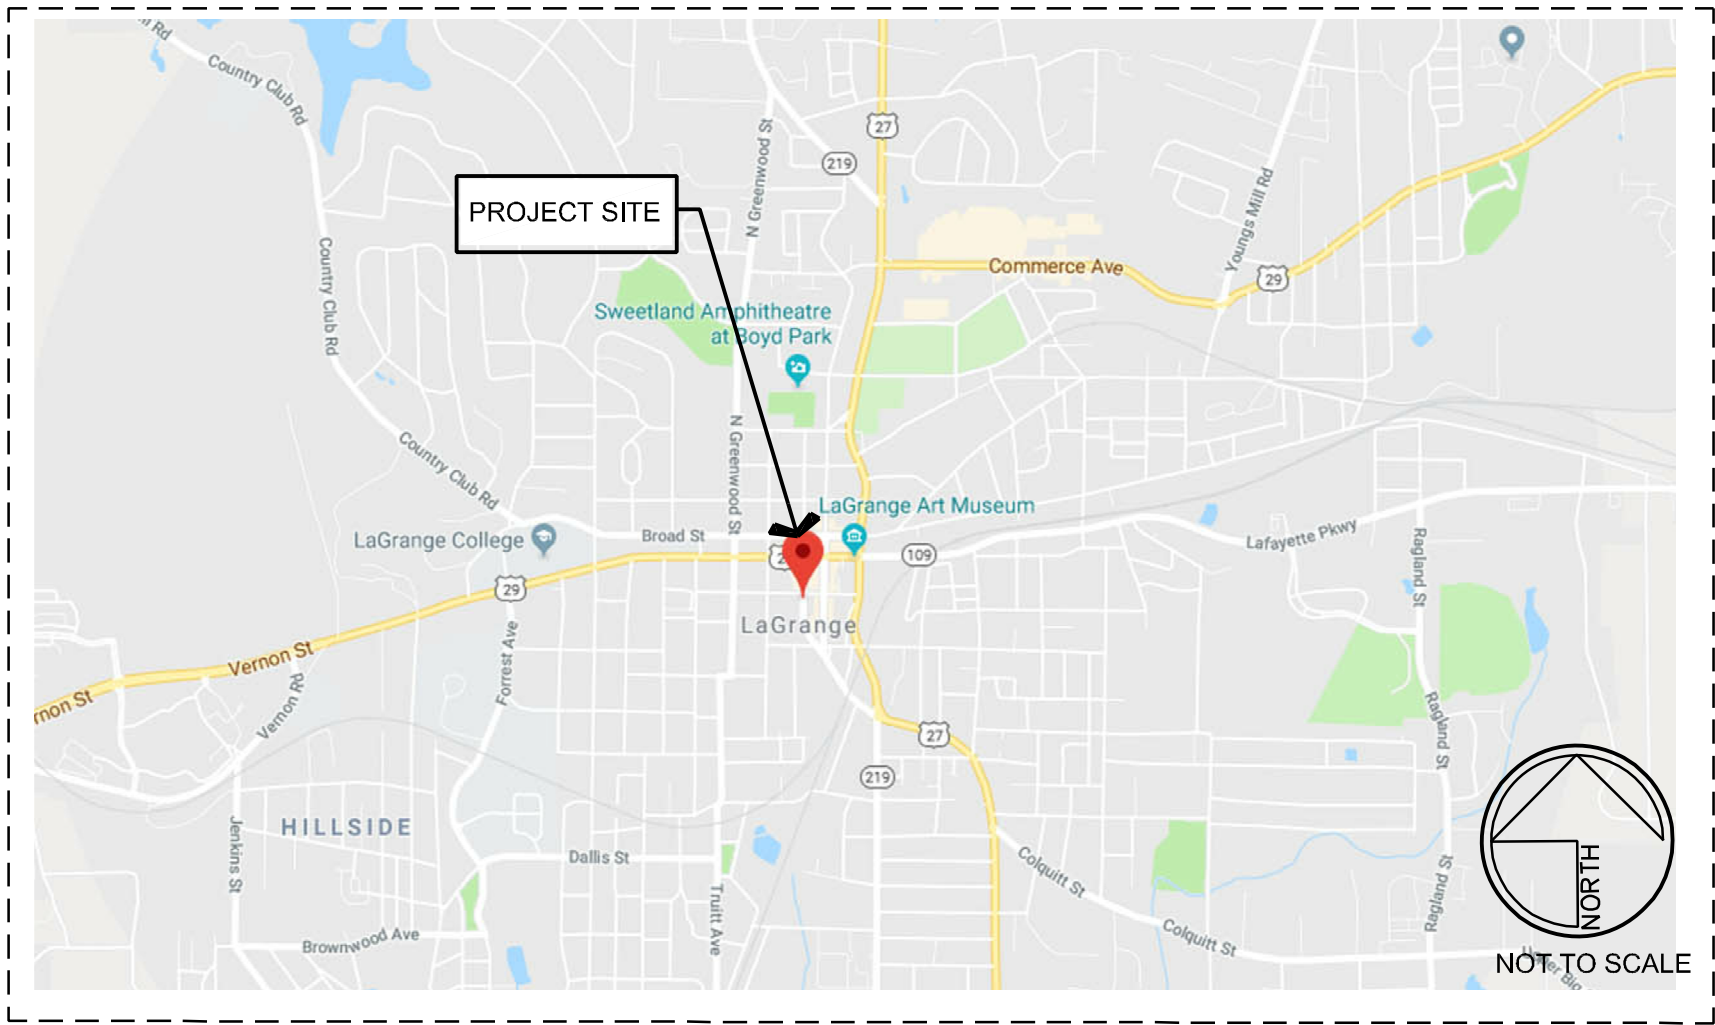 Country Club Rd
27
219
N Greenwood St
PROJECT SITE
Youngs Mill Rd
Commerce Ave
29
Country Club Rd
Sweetland Amphitheatre
at Boyd Park
N Greenwood St
Country Club Rd
LaGrange Art Museum
Broad St
LaGrange College
109
Lafayette Pkwy
Ragland St
29
LaGrange
Forrest Ave
Vernon St
Vernon Rd
Ragland St
27
219
HILLSIDE
Jenkins St
Dallis St
Colquitt St
Truitt Ave
Ragland St
NORTH
Brownwood Ave
Colquitt St
NOT TO SCALE